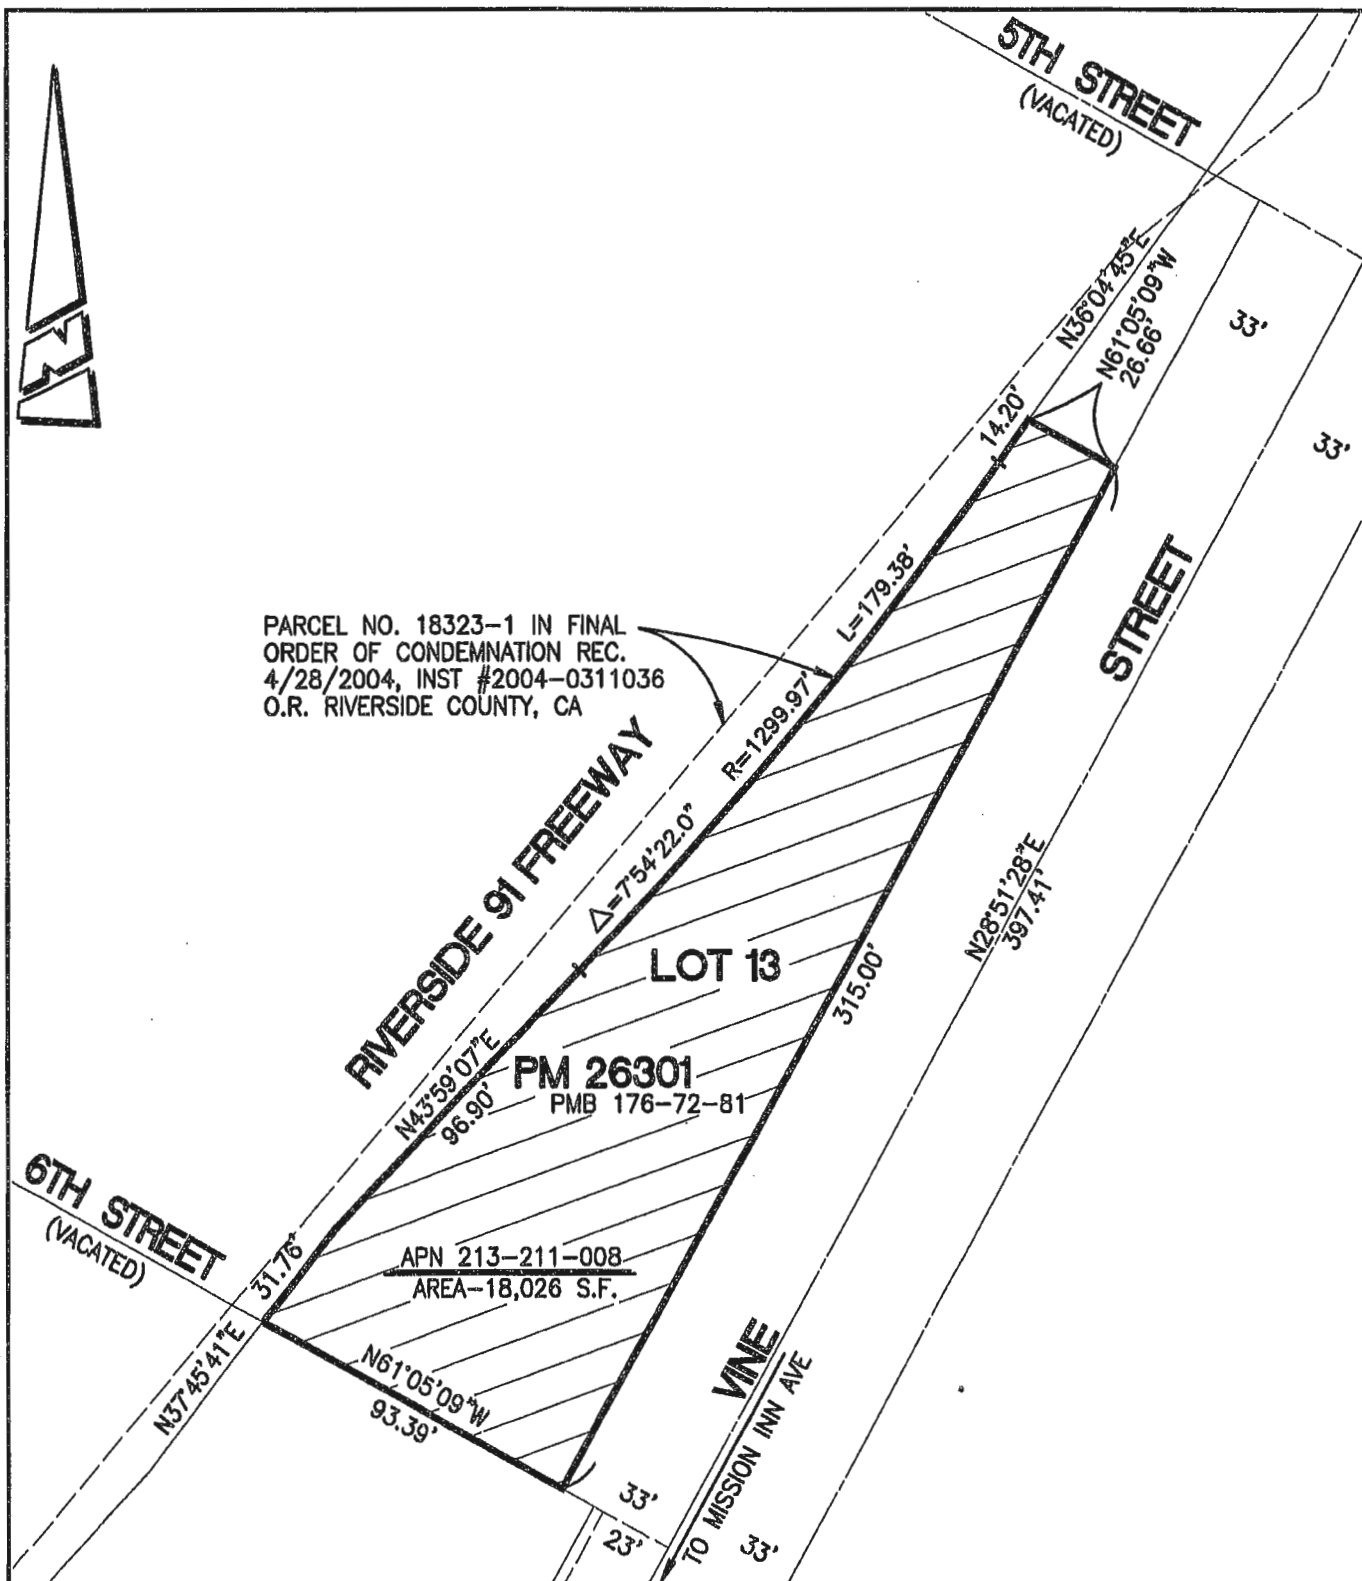 5TH STREET
(VACATED)
N
N36°04'45"E
N61°05'09"W
26.66'
33'
33'
14.20'
STREET
L=179.38'
PARCEL NO. 18323-1 IN FINAL
ORDER OF CONDEMNATION REC.
4/28/2004, INST #2004-0311036
O.R. RIVERSIDE COUNTY, CA
R=1299.97'
RIVERSIDE 91 FREEWAY
Δ=7°54'22.0"
LOT 13
N28°51'28"E
397.41'
315.00'
N43°59'07"E
96.90'
PM 26301
PMB 176-72-81
6TH STREET
(VACATED)
31.76'
APN 213-211-008
AREA-18,026 S.F.
N37°45'41"E
N61°05'09"W
93.39'
VINE
TO MISSION INN AVE
33'
23'
33'